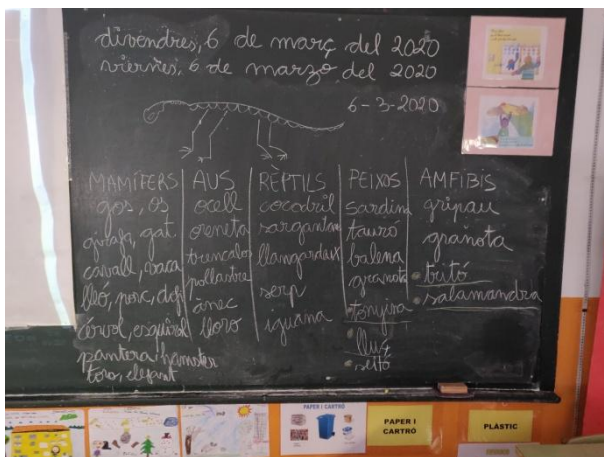 divendres, 6 de març del 2020
viernes, 6 de marzo del 2020
6-3-2020
MAMÍFERS
gos, os
girafa, gat
cavall, vaca
lleó, porc, dofí
cérvol, esquirol
pantera, hamster
toro, elefant
AUS
ocell
oreneta
trencalos
pollastre
ànec
lloro
RÈPTILS
cocodril
sargantana
llangardaix
serp
iguana
PEIXOS
sardina
tauró
balena
granota
tonyina
lluç
AMFIBIS
gripau
granota
tritó
salamandra
PAPER I CARTRÓ
PAPER I
CARTRÓ
PLÀSTIC